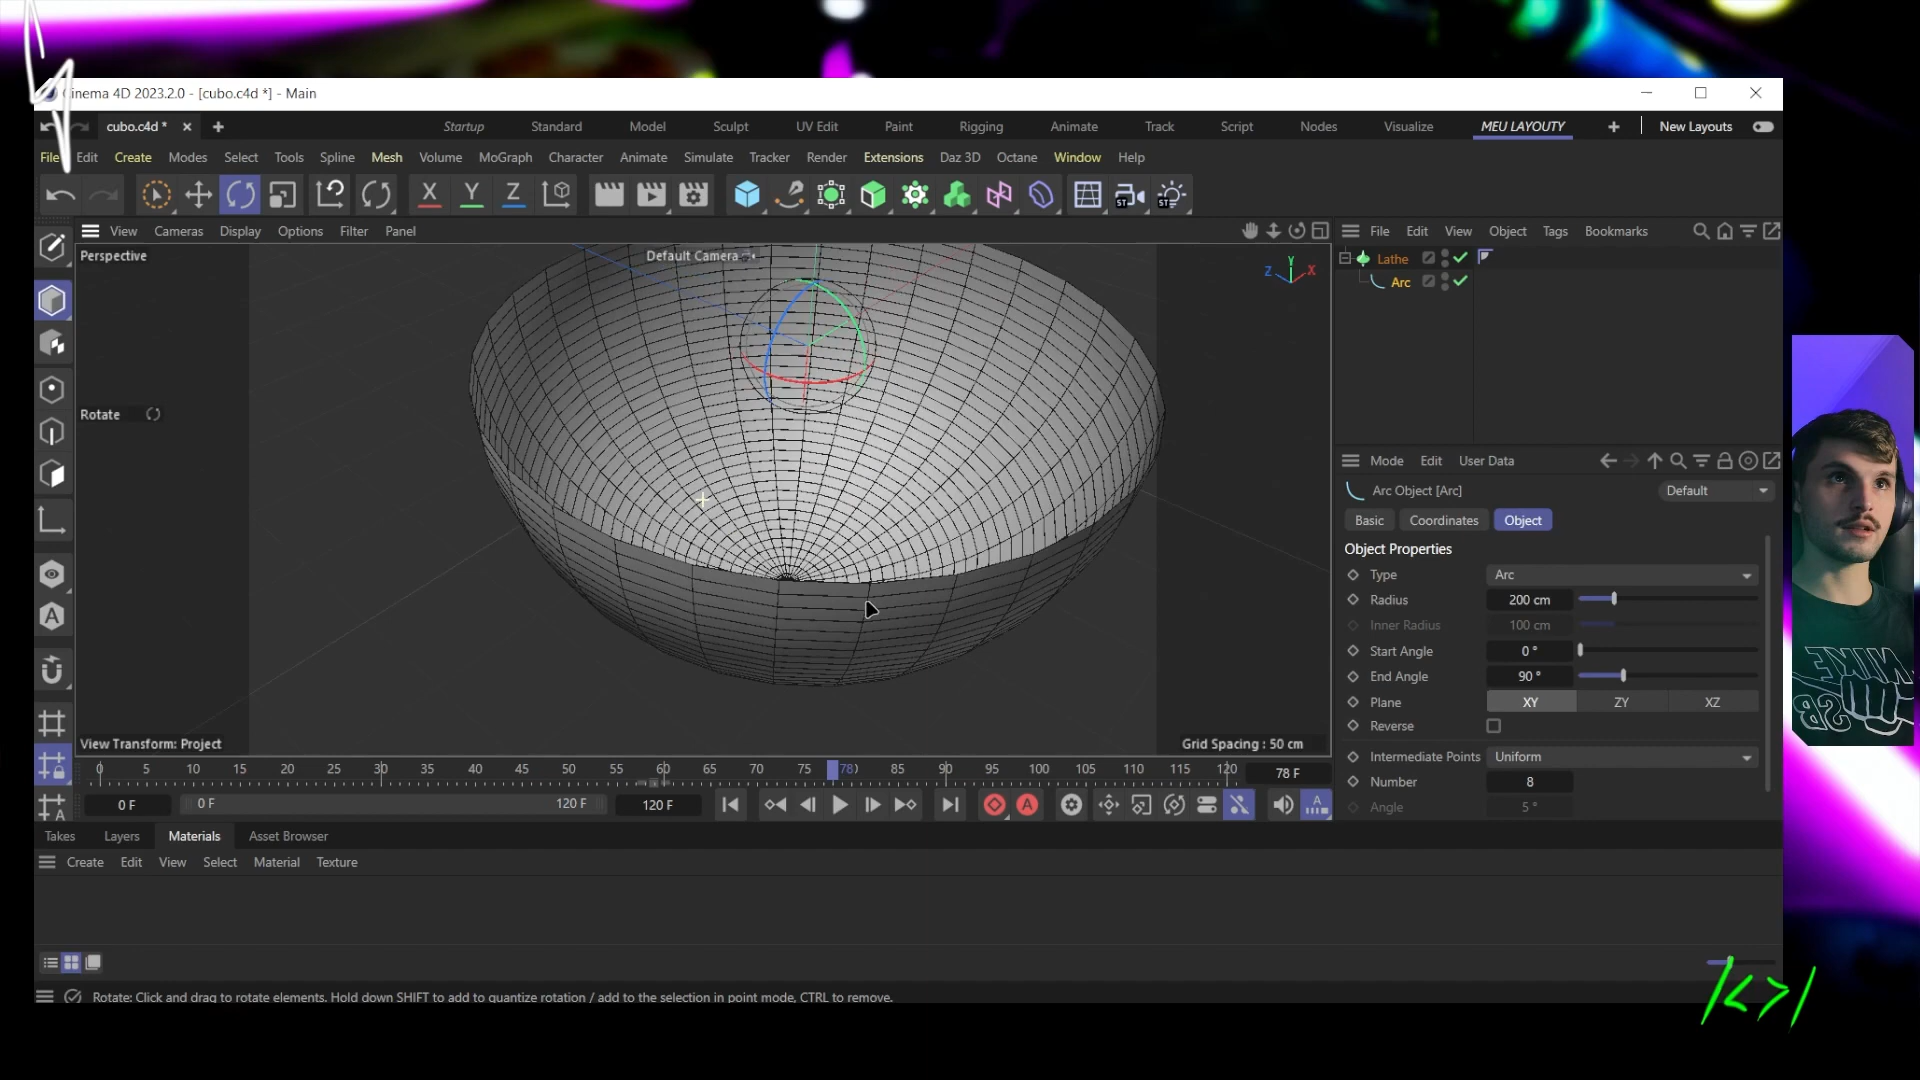 Cinema 4D 2023.2.0 - [cubo.c4d *] - Main
cubo.c4d *
Startup Standard Model Sculpt UV Edit Paint Rigging Animate Track Script Nodes Visualize MEU LAYOUTY New Layouts
File Edit Create Modes Select Tools Spline Mesh Volume MoGraph Character Animate Simulate Tracker Render Extensions Daz 3D Octane Window Help
X Y Z
ST ST
View Cameras Display Options Filter Panel
File Edit View Object Tags Bookmarks
Perspective
Default Camera
Y
Z X
Lathe
Arc
Rotate
Mode Edit User Data
Arc Object [Arc]
Default
Basic Coordinates Object
Object Properties
Type Arc
Radius 200 cm
Inner Radius 100 cm
Start Angle 0 °
End Angle 90 °
Plane XY ZY XZ
Reverse
Intermediate Points Uniform
Number 8
Angle 5 °
View Transform: Project
Grid Spacing : 50 cm
0 5 10 15 20 25 30 35 40 45 50 55 60 65 70 75 78 85 90 95 100 105 110 115 120
78 F
0 F
0 F
120 F
120 F
Takes Layers Materials Asset Browser
Create Edit View Select Material Texture
Rotate: Click and drag to rotate elements. Hold down SHIFT to add to quantize rotation / add to the selection in point mode, CTRL to remove.
NIKE
SB